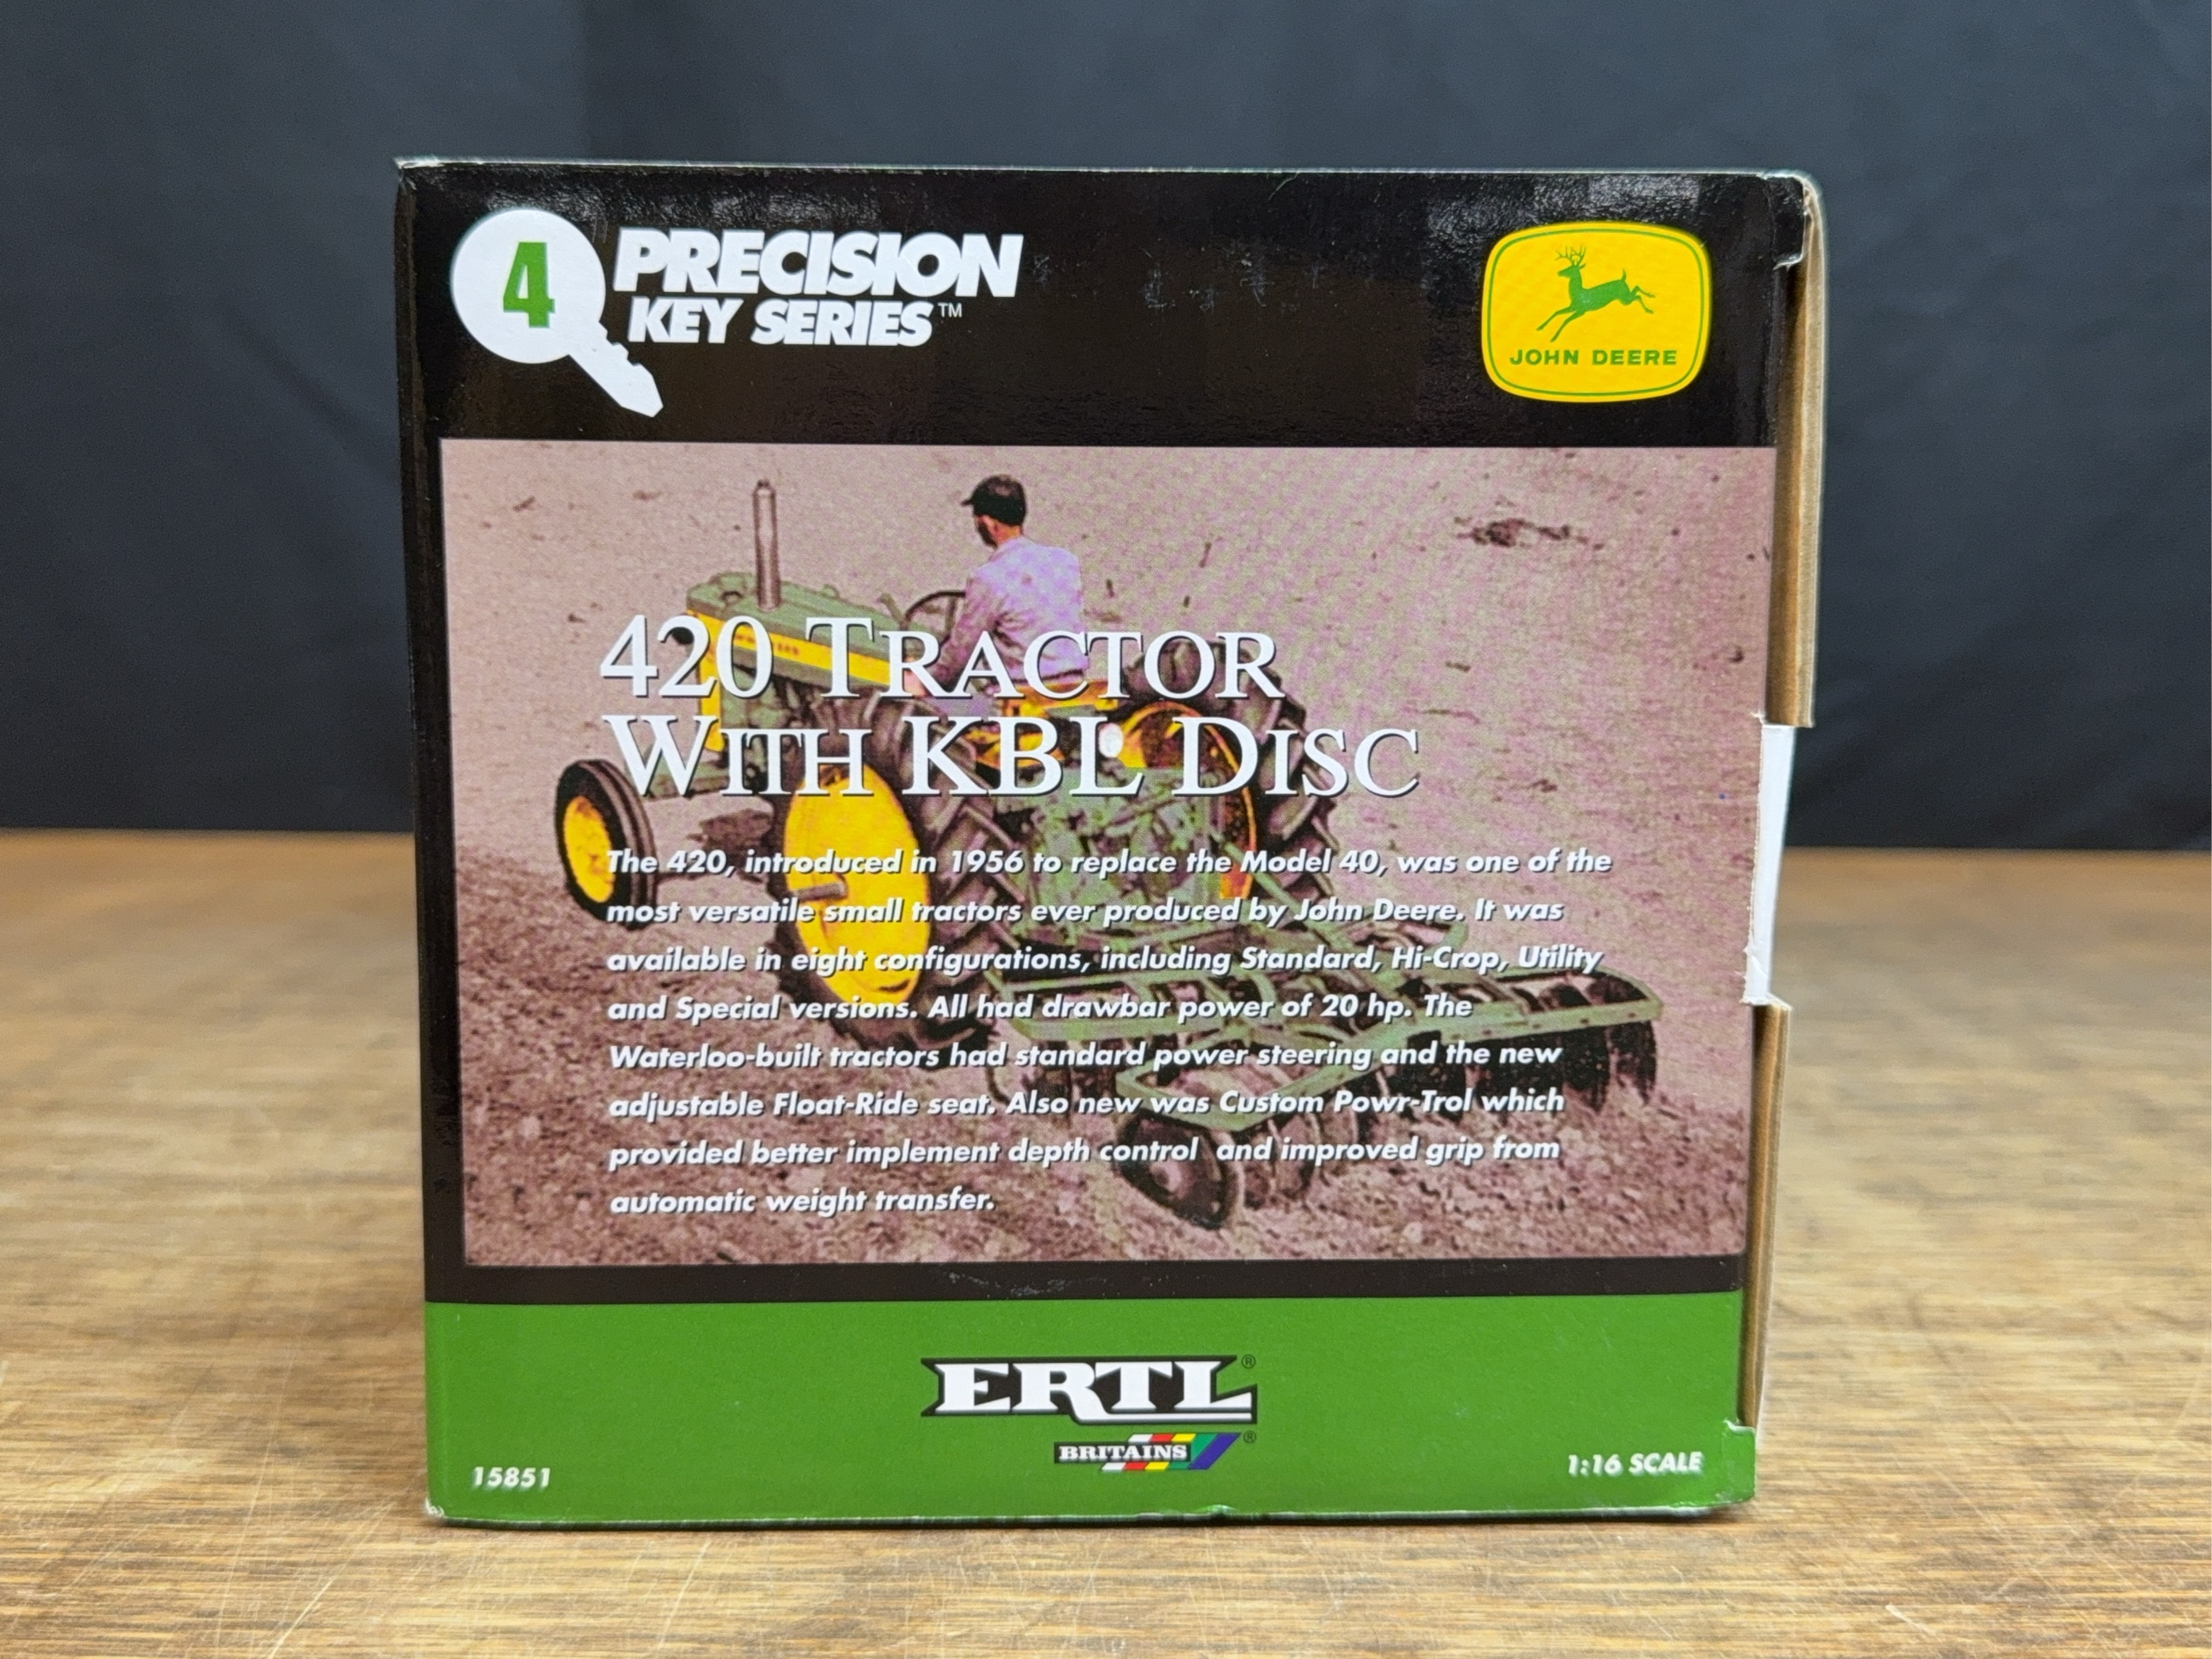 4 PRECISION
KEY SERIES™
JOHN DEERE
420 TRACTOR
WITH KBL DISC
The 420, introduced in 1956 to replace the Model 40, was one of the
most versatile small tractors ever produced by John Deere. It was
available in eight configurations, including Standard, Hi-Crop, Utility
and Special versions. All had drawbar power of 20 hp. The
Waterloo-built tractors had standard power steering and the new
adjustable Float-Ride seat. Also new was Custom Powr-Trol which
provided better implement depth control and improved grip from
automatic weight transfer.
ERTL®
BRITAINS®
15851
1:16 SCALE